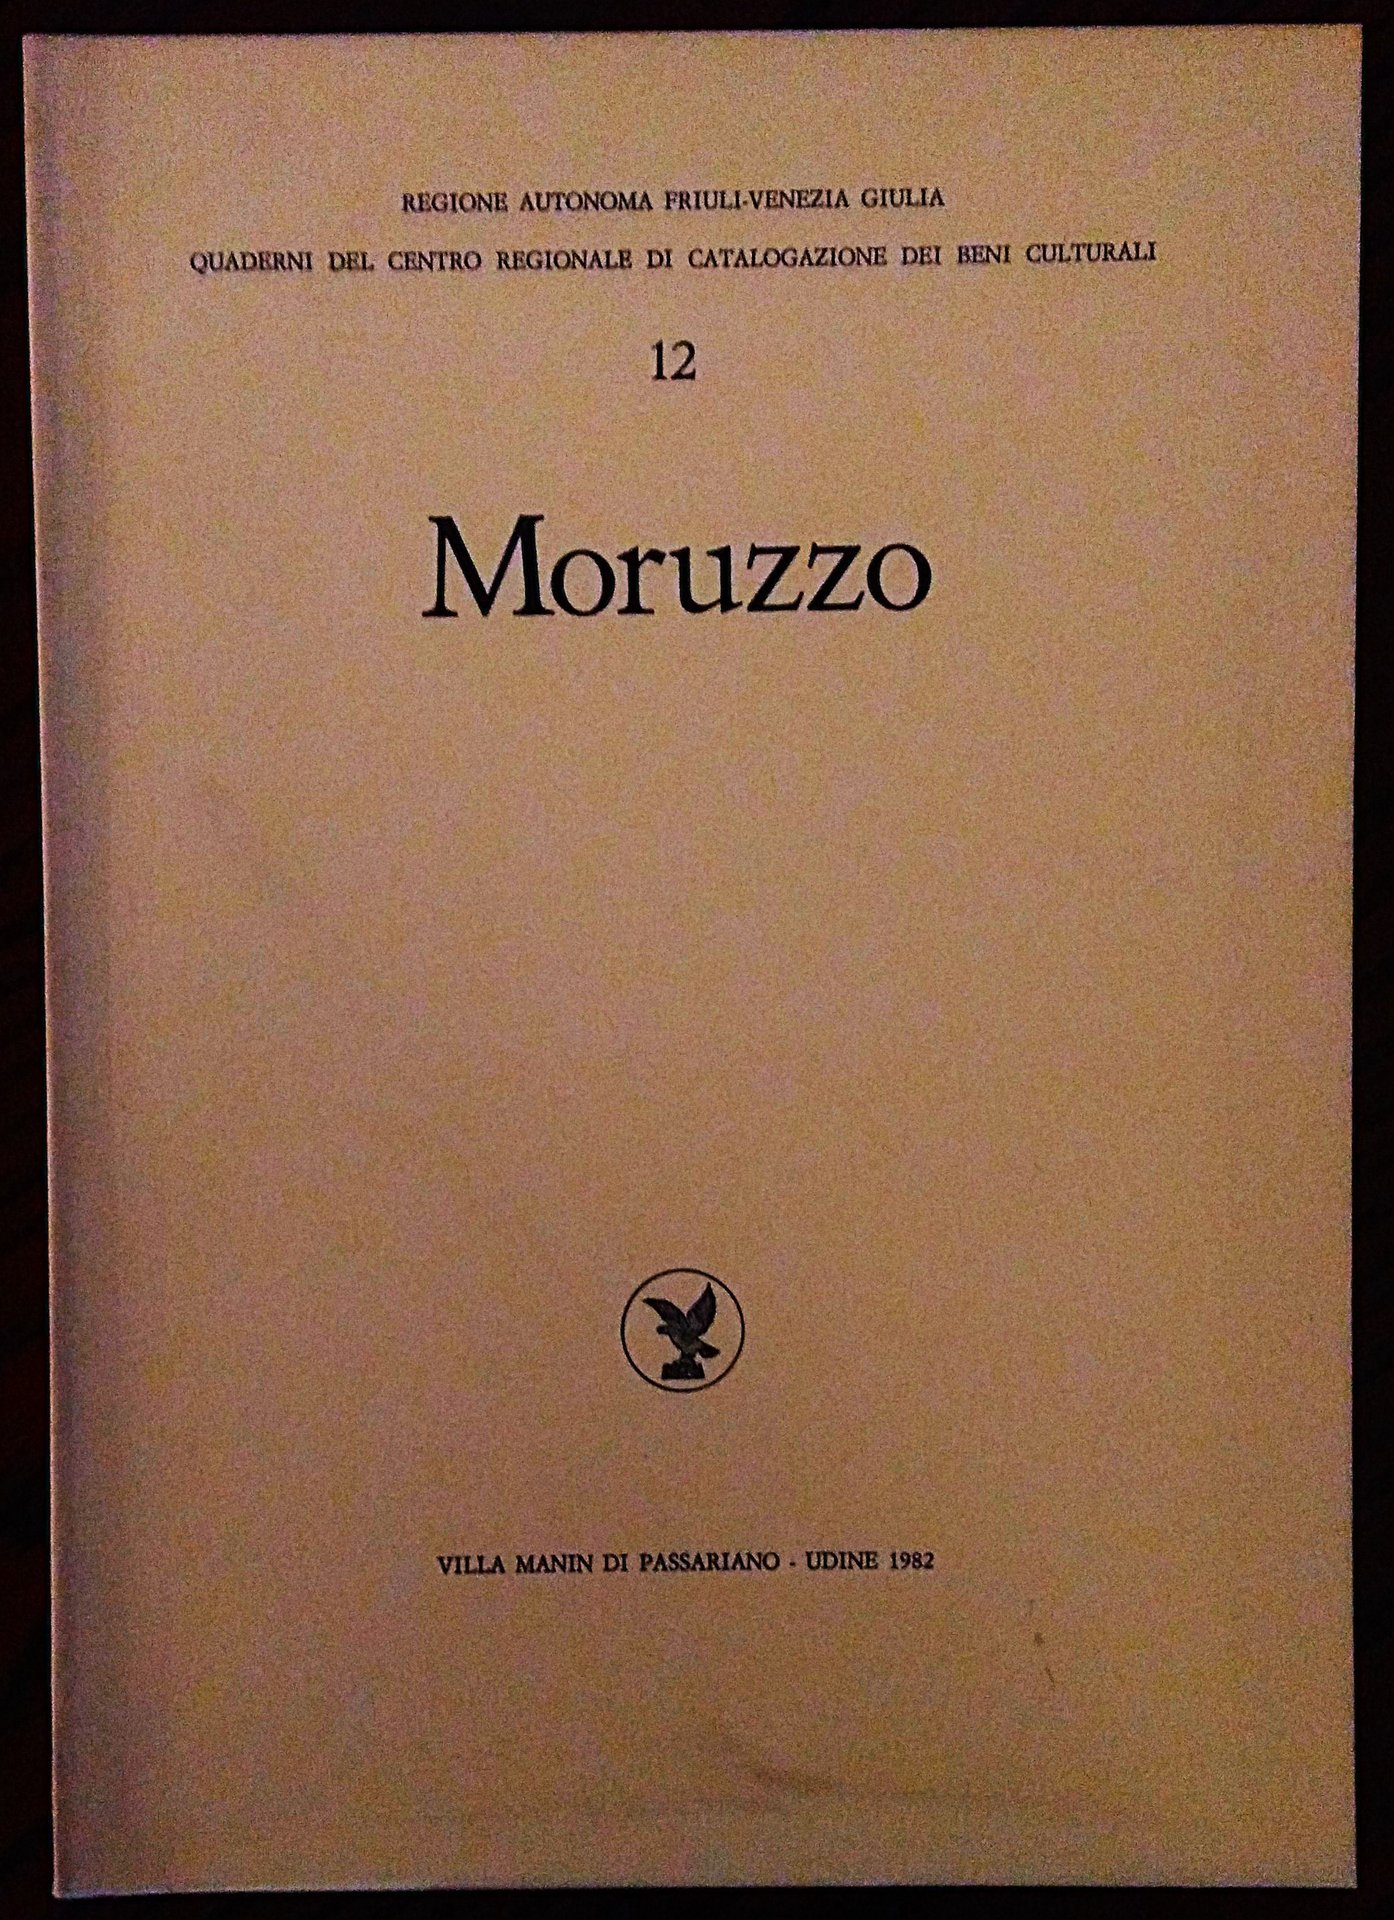 REGIONE AUTONOMA FRIULI-VENEZIA GIULIA
QUADERNI DEL CENTRO REGIONALE DI CATALOGAZIONE DEI BENI CULTURALI
12
Moruzzo
VILLA MANIN DI PASSARIANO - UDINE 1982